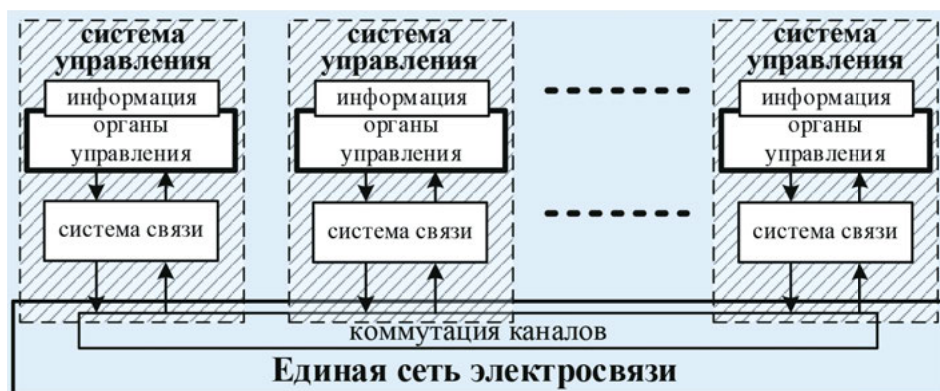 система
управления
информация
органы
управления
система связи
система
управления
информация
органы
управления
система связи
система
управления
информация
органы
управления
система связи
коммутация каналов
Единая сеть электросвязи